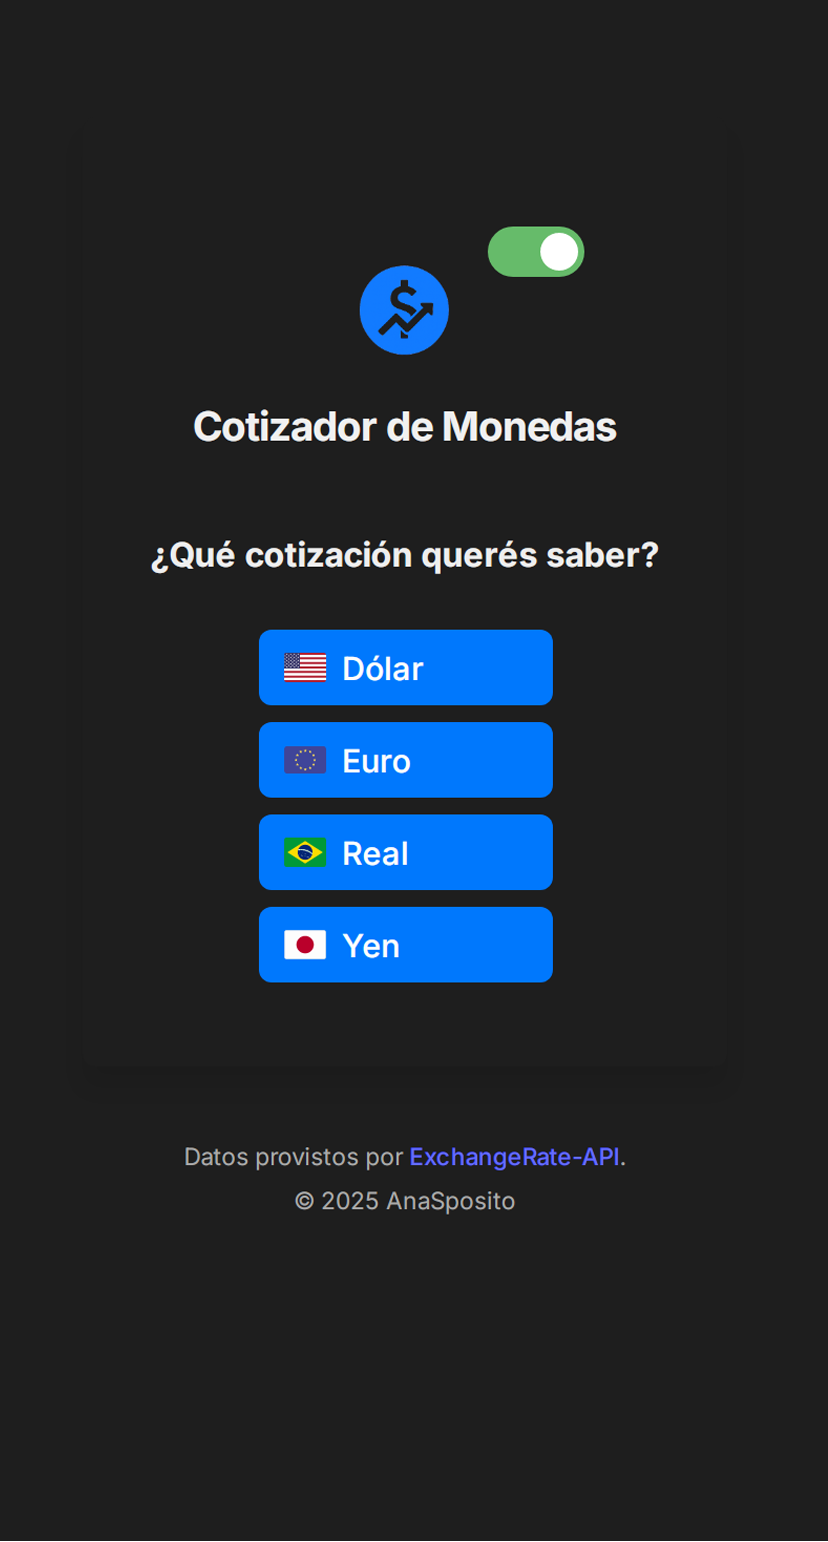 Cotizador de Monedas
¿Qué cotización querés saber?
Dólar
Euro
Real
Yen
Datos provistos por ExchangeRate-API.
© 2025 AnaSposito